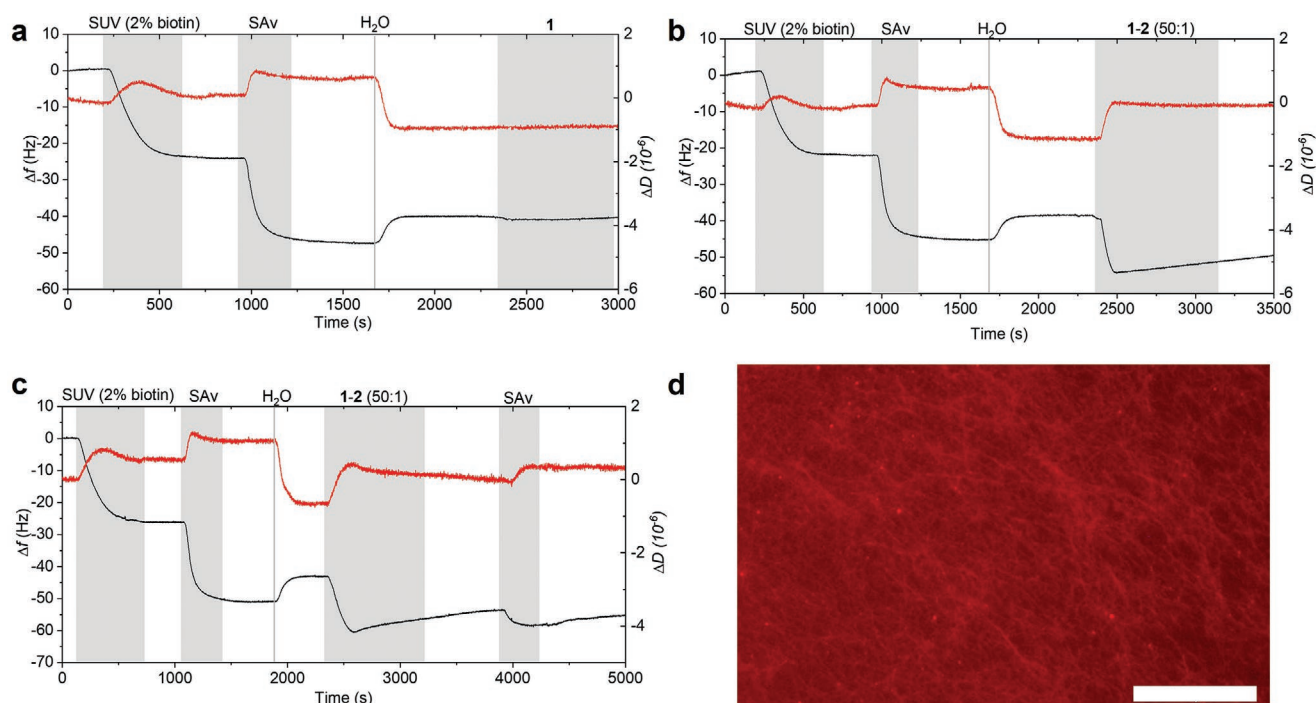 a
SUV (2% biotin) SAv H₂O 1
10 0 -10 -20 -30 -40 -50 -60
Δf (Hz)
2 0 -2 -4 -6
ΔD (10⁻⁶)
0 500 1000 1500 2000 2500 3000
Time (s)
b
SUV (2% biotin) SAv H₂O 1-2 (50:1)
10 0 -10 -20 -30 -40 -50 -60
Δf (Hz)
2 0 -2 -4 -6
ΔD (10⁻⁶)
0 500 1000 1500 2000 2500 3000 3500
Time (s)
c
SUV (2% biotin) SAv H₂O 1-2 (50:1) SAv
10 0 -10 -20 -30 -40 -50 -60 -70
Δf (Hz)
2 0 -2 -4
ΔD (10⁻⁶)
0 1000 2000 3000 4000 5000
Time (s)
d